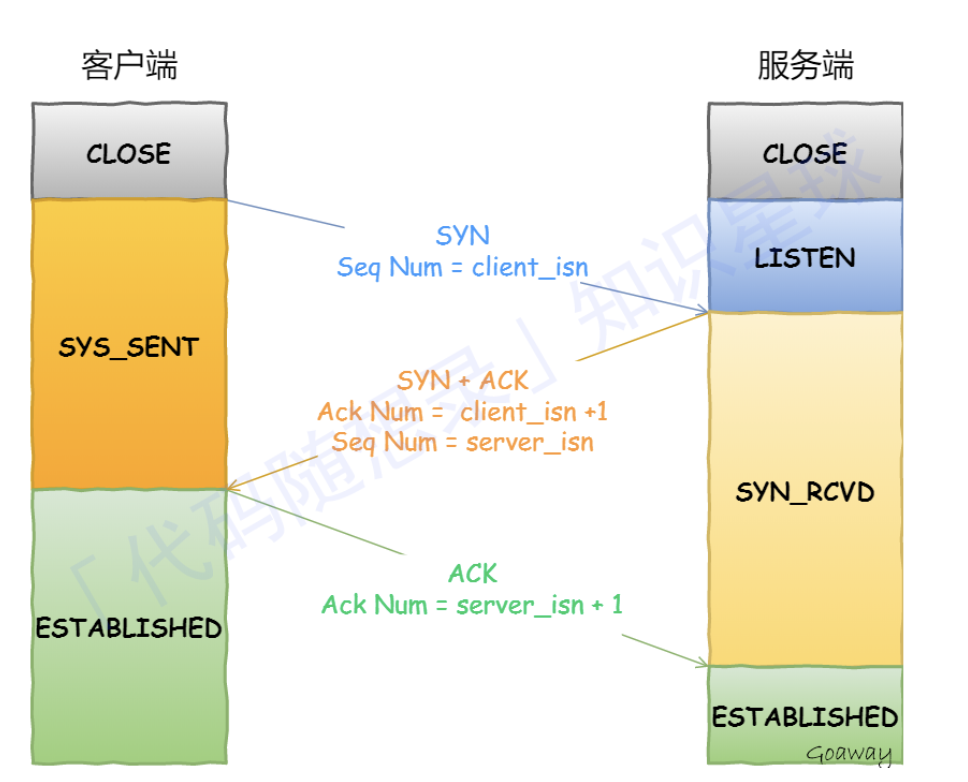 客户端
服务端
CLOSE
CLOSE
SYN
Seq Num = client_isn
LISTEN
SYS_SENT
SYN + ACK
Ack Num = client_isn +1
Seq Num = server_isn
SYN_RCVD
ACK
Ack Num = server_isn + 1
ESTABLISHED
ESTABLISHED
Goaway
「代码随想录」知识星球